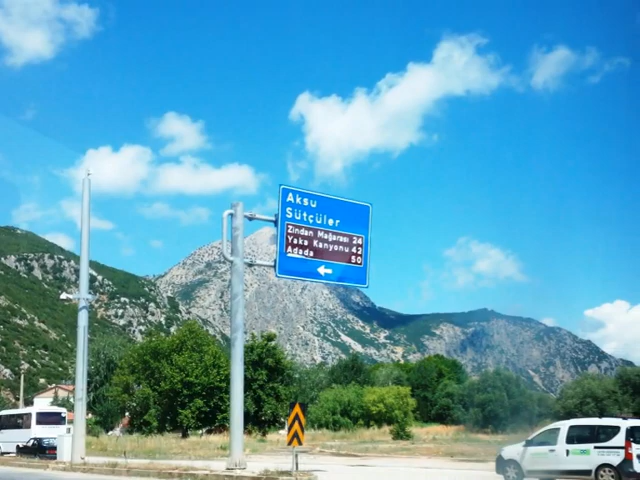 Aksu
Sütçüler
Zindan Mağarası 24
Yaka Kanyonu 42
Adada 50